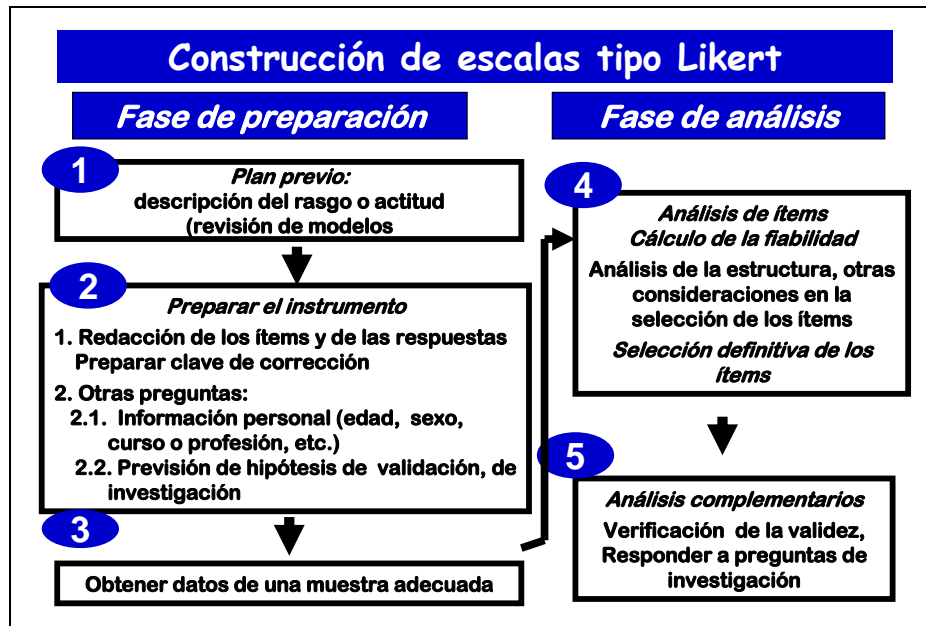 Construcción de escalas tipo Likert
Fase de preparación
1
Plan previo:
descripción del rasgo o actitud
(revisión de modelos
2
Preparar el instrumento
1. Redacción de los ítems y de las respuestas
Preparar clave de corrección
2. Otras preguntas:
2.1. Información personal (edad, sexo,
curso o profesión, etc.)
2.2. Previsión de hipótesis de validación, de
investigación
3
Obtener datos de una muestra adecuada
Fase de análisis
4
Análisis de ítems
Cálculo de la fiabilidad
Análisis de la estructura, otras
consideraciones en la
selección de los ítems
Selección definitiva de los
ítems
5
Análisis complementarios
Verificación de la validez,
Responder a preguntas de
investigación